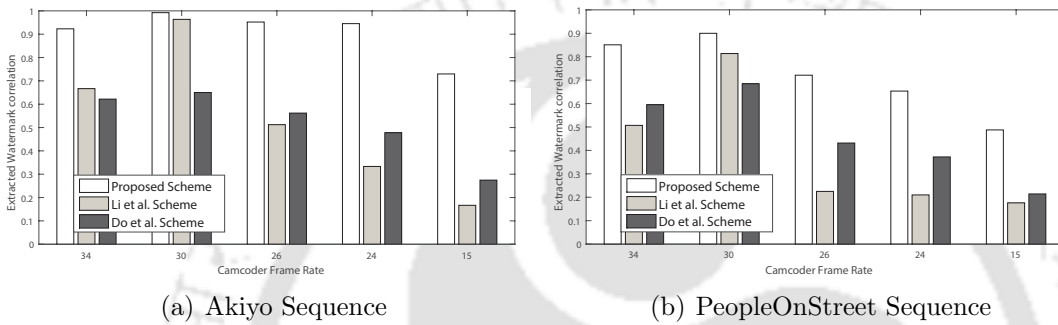 1
0.9
0.8
0.7
0.6
0.5
0.4
0.3
0.2
0.1
0
Extracted Watermark correlation
Proposed Scheme
Li et al. Scheme
Do et al. Scheme
34 30 26 24 15
Camcoder Frame Rate
(a) Akiyo Sequence
1
0.9
0.8
0.7
0.6
0.5
0.4
0.3
0.2
0.1
0
Extracted Watermark correlation
Proposed Scheme
Li et al. Scheme
Do et al. Scheme
34 30 26 24 15
Camcoder Frame Rate
(b) PeopleOnStreet Sequence